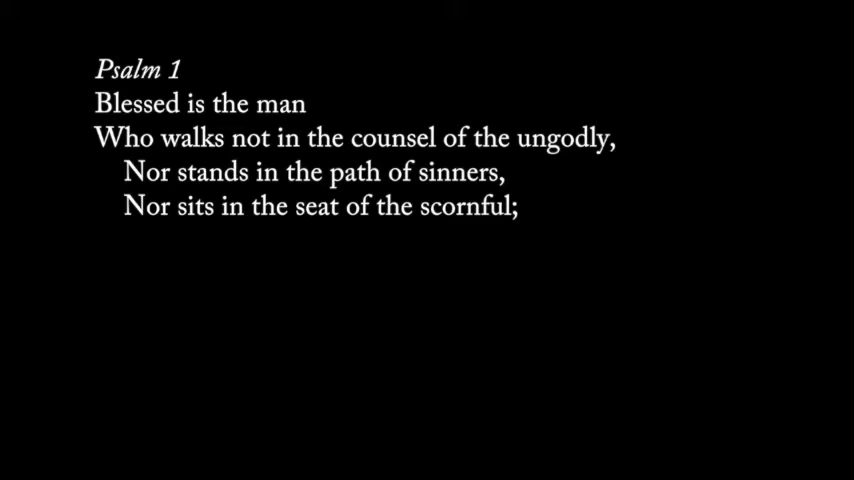 Psalm 1
Blessed is the man
Who walks not in the counsel of the ungodly,
Nor stands in the path of sinners,
Nor sits in the seat of the scornful;